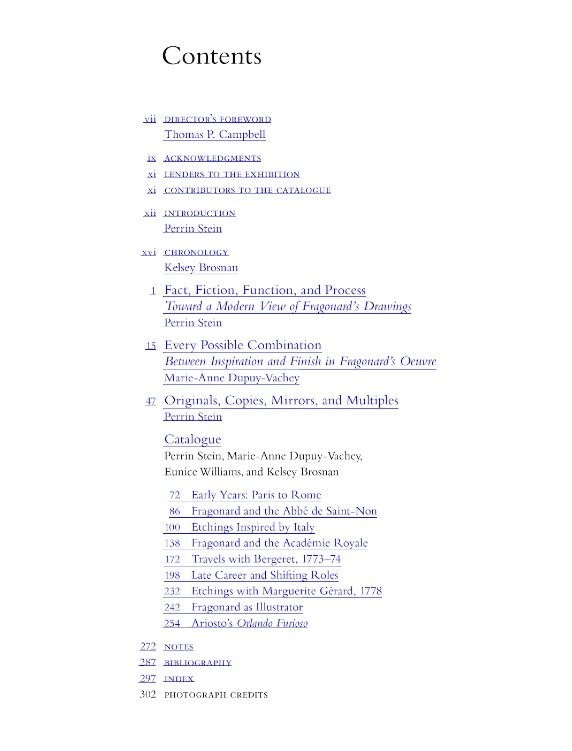 Contents
vii DIRECTOR'S FOREWORD
Thomas P. Campbell
ix ACKNOWLEDGMENTS
xi LENDERS TO THE EXHIBITION
xi CONTRIBUTORS TO THE CATALOGUE
xii INTRODUCTION
Perrin Stein
xvi CHRONOLOGY
Kelsey Brosnan
1 Fact, Fiction, Function, and Process
Toward a Modern View of Fragonard's Drawings
Perrin Stein
15 Every Possible Combination
Between Inspiration and Finish in Fragonard's Oeuvre
Marie-Anne Dupuy-Vachey
47 Originals, Copies, Mirrors, and Multiples
Perrin Stein
Catalogue
Perrin Stein, Marie-Anne Dupuy-Vachey,
Eunice Williams, and Kelsey Brosnan
72 Early Years: Paris to Rome
86 Fragonard and the Abbé de Saint-Non
100 Etchings Inspired by Italy
138 Fragonard and the Académie Royale
172 Travels with Bergeret, 1773–74
198 Late Career and Shifting Roles
232 Etchings with Marguerite Gérard, 1778
242 Fragonard as Illustrator
254 Ariosto's Orlando Furioso
272 NOTES
287 BIBLIOGRAPHY
297 INDEX
302 PHOTOGRAPH CREDITS